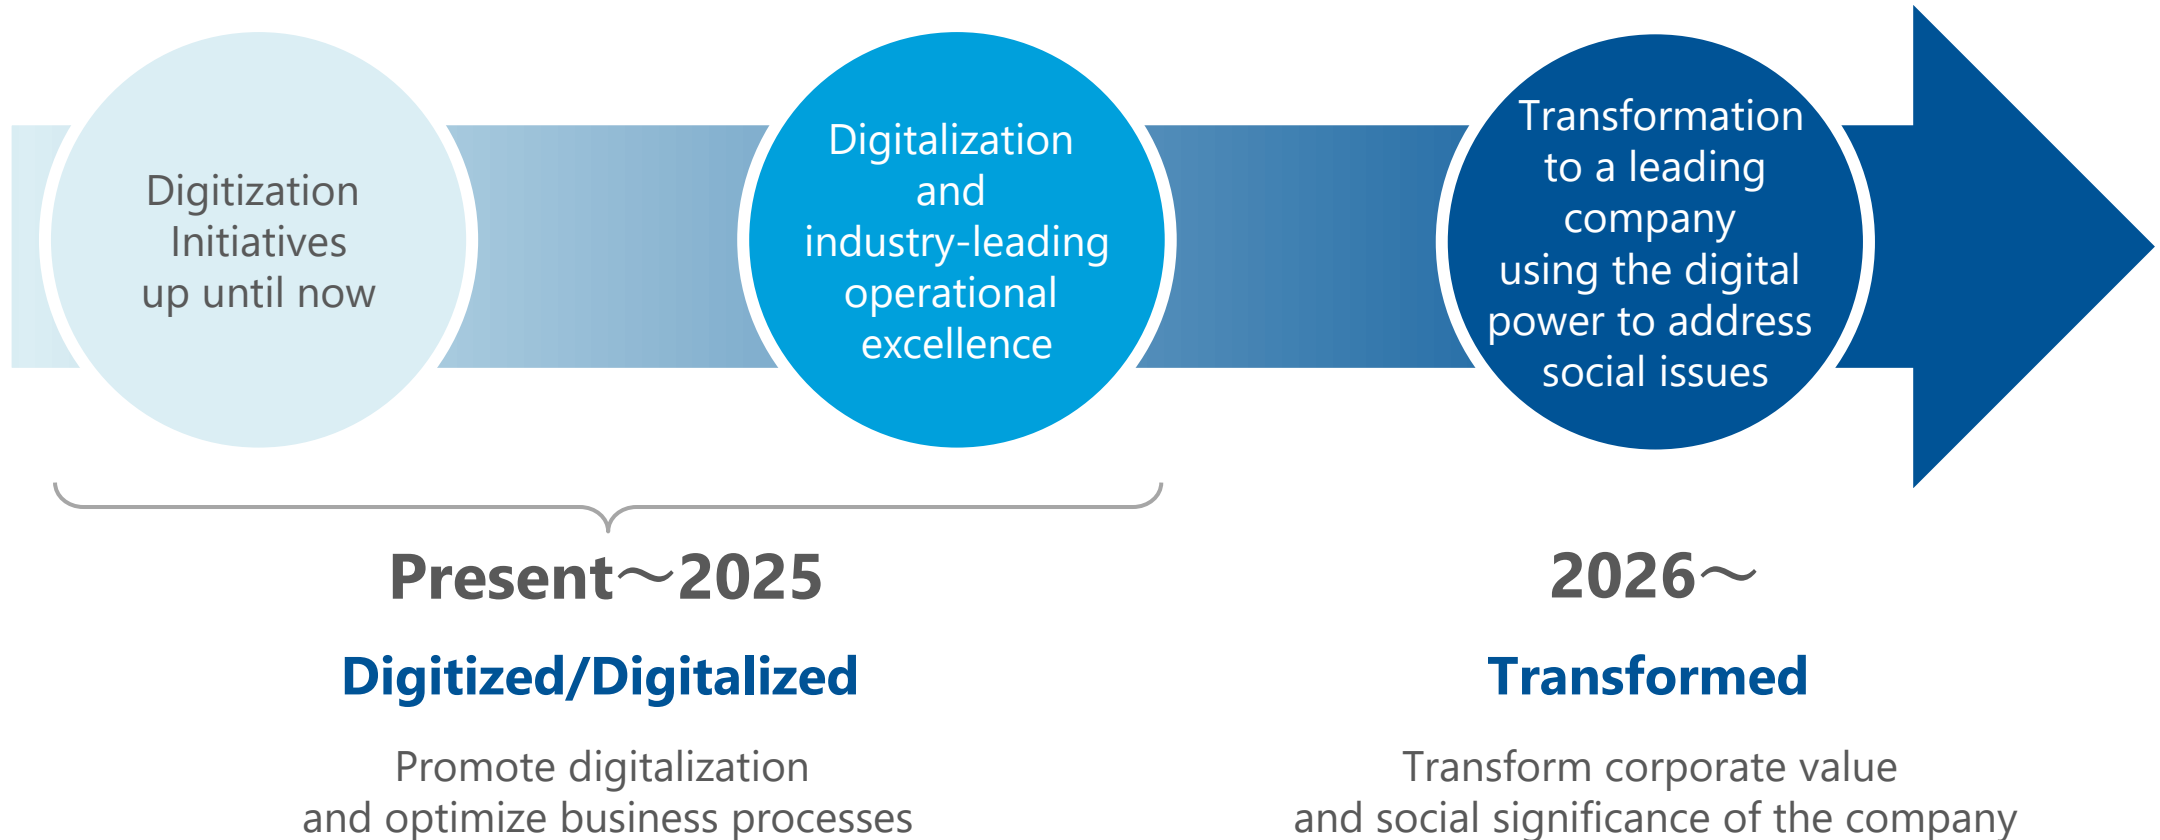 Digitization
Initiatives
up until now
Digitalization
and
industry-leading
operational
excellence
Transformation
to a leading
company
using the digital
power to address
social issues
Present～2025
Digitized/Digitalized
Promote digitalization
and optimize business processes
2026～
Transformed
Transform corporate value
and social significance of the company